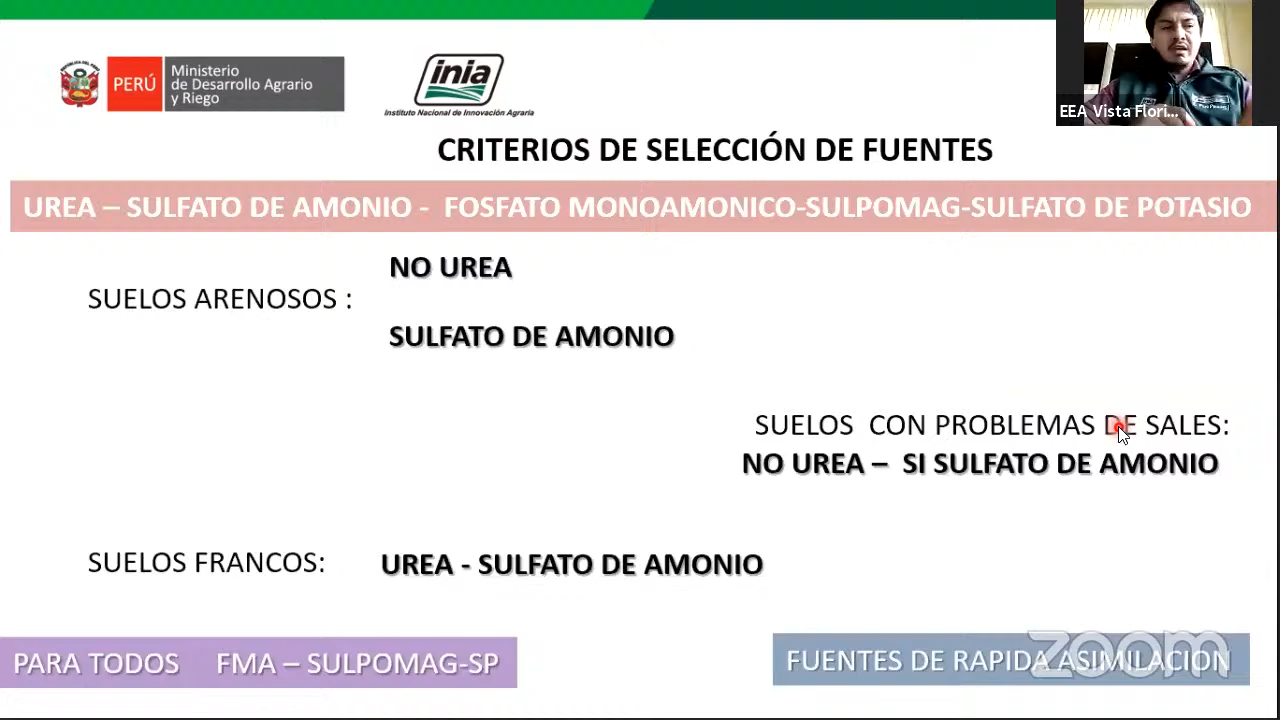 PERÚ
Ministerio
de Desarrollo Agrario
y Riego
inia
Instituto Nacional de Innovación Agraria
EEA Vista Flori...
CRITERIOS DE SELECCIÓN DE FUENTES
UREA – SULFATO DE AMONIO - FOSFATO MONOAMONICO-SULPOMAG-SULFATO DE POTASIO
NO UREA
SUELOS ARENOSOS :
SULFATO DE AMONIO
SUELOS CON PROBLEMAS DE SALES:
NO UREA – SI SULFATO DE AMONIO
SUELOS FRANCOS: UREA - SULFATO DE AMONIO
PARA TODOS FMA – SULPOMAG-SP
FUENTES DE RAPIDA ASIMILACION
zoom